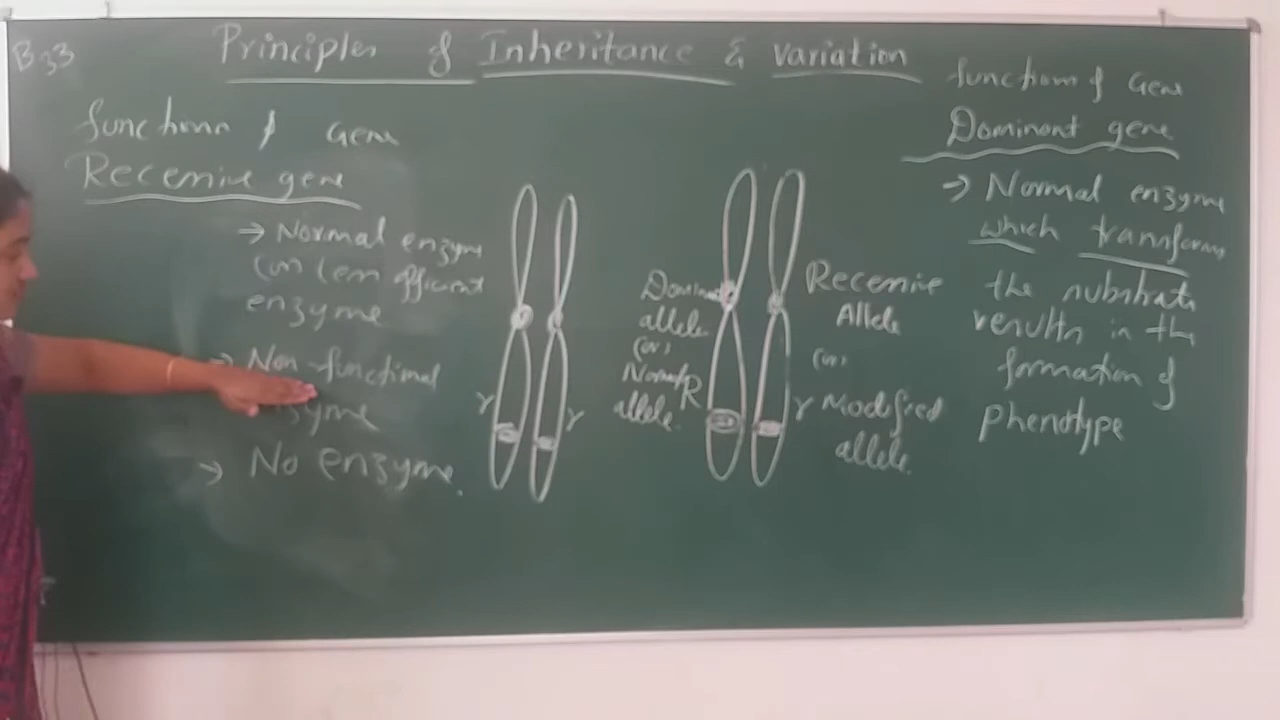 B33
Principles of Inheritance & variation
function of Gene
Recessive gene
→ Normal enzyme
(or) less efficient
enzyme
→ Non-functional
enzyme
→ No enzyme.
r
r
Dominant
allele
(or)
Normal
allele.
R
Recessive
Allele
(or)
r Modified
allele.
function of Gene
Dominant gene
→ Normal enzyme
which transforms
the substrate
results in the
formation of
phenotype